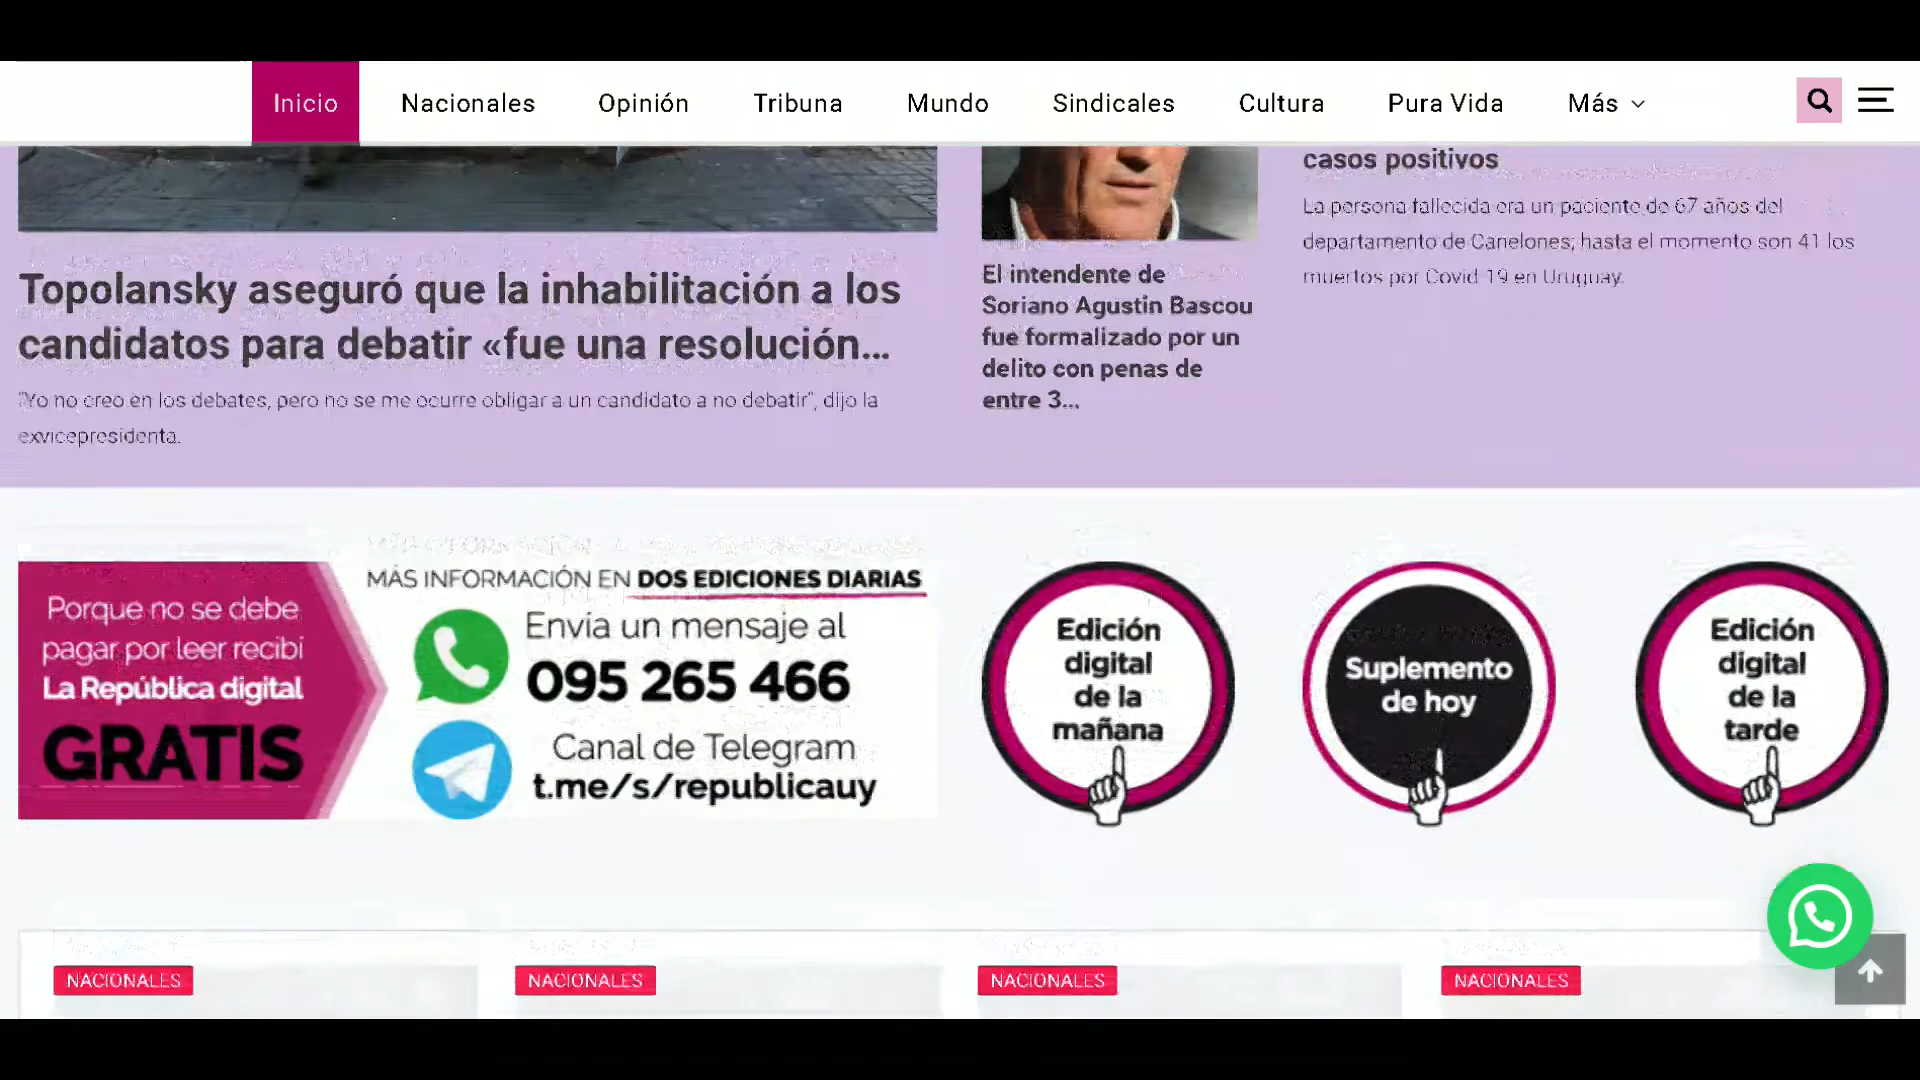 Inicio
Nacionales
Opinión
Tribuna
Mundo
Sindicales
Cultura
Pura Vida
Más
Topolansky aseguró que la inhabilitación a los
candidatos para debatir «fue una resolución...
"Yo no creo en los debates, pero no se me ocurre obligar a un candidato a no debatir", dijo la
exvicepresidenta.
El intendente de
Soriano Agustin Bascou
fue formalizado por un
delito con penas de
entre 3...
casos positivos
La persona fallecida era un paciente de 67 años del
departamento de Canelones; hasta el momento son 41 los
muertos por Covid-19 en Uruguay.
Porque no se debe
pagar por leer recibí
La República digital
GRATIS
MÁS INFORMACIÓN EN DOS EDICIONES DIARIAS
Envía un mensaje al
095 265 466
Canal de Telegram
t.me/s/republicauy
Edición
digital
de la
mañana
Suplemento
de hoy
Edición
digital
de la
tarde
NACIONALES
NACIONALES
NACIONALES
NACIONALES